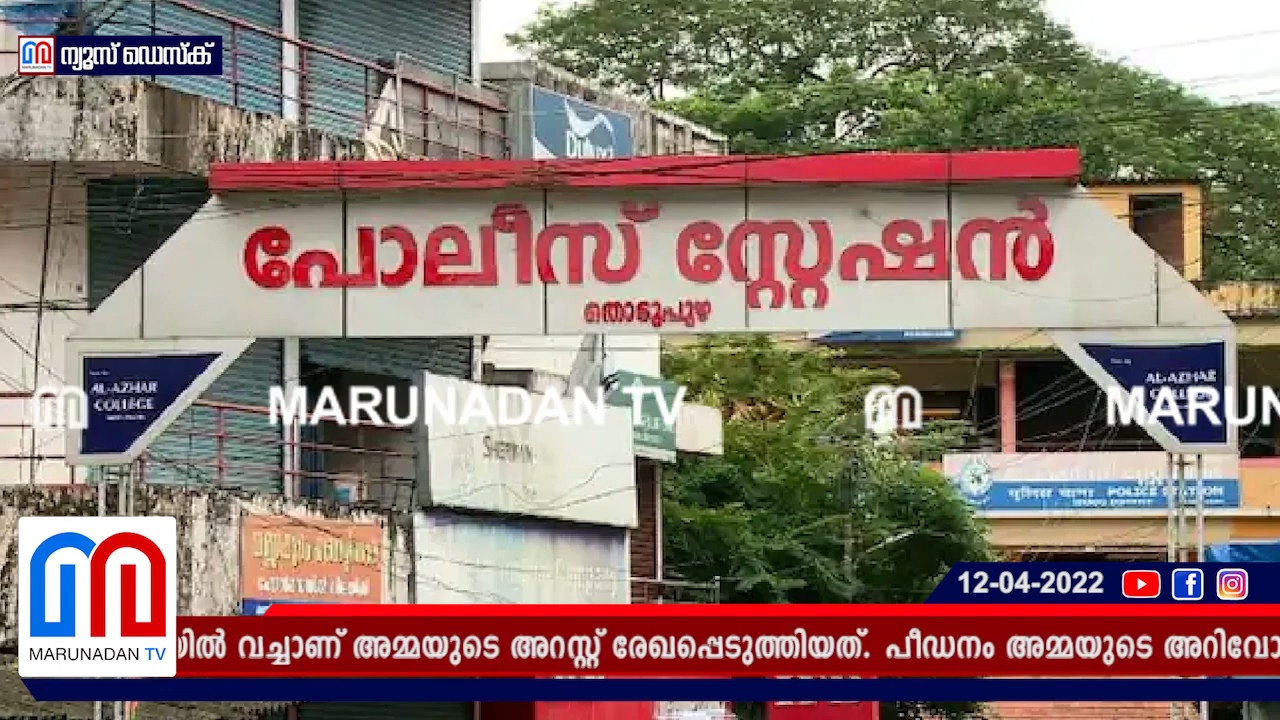 ന്യൂസ് ഡെസ്ക്
പോലീസ് സ്റ്റേഷൻ
തൊടുപുഴ
AL-AZHAR
COLLEGE
AL-AZHAR
MARUNADAN TV
MARUN
POLICE STATION
12-04-2022
വച്ചാണ് അമ്മയുടെ അറസ്റ്റ് രേഖപ്പെടുത്തിയത്. പീഡനം അമ്മയുടെ അറിവോ
MARUNADAN TV